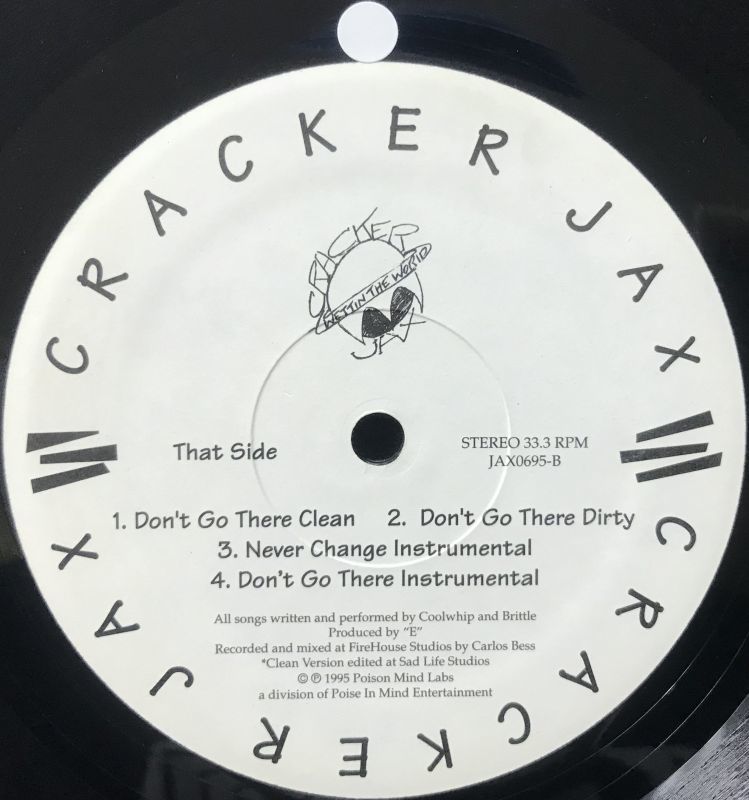 CRACKER JAX
CRACKER JAX
CRACKER
WETTIN THE WORLD
JAX
That Side
STEREO 33.3 RPM
JAX0695-B
1. Don't Go There Clean 2. Don't Go There Dirty
3. Never Change Instrumental
4. Don't Go There Instrumental
All songs written and performed by Coolwhip and Brittle
Produced by "E"
Recorded and mixed at FireHouse Studios by Carlos Bess
*Clean Version edited at Sad Life Studios
© ℗ 1995 Poison Mind Labs
a division of Poise In Mind Entertainment